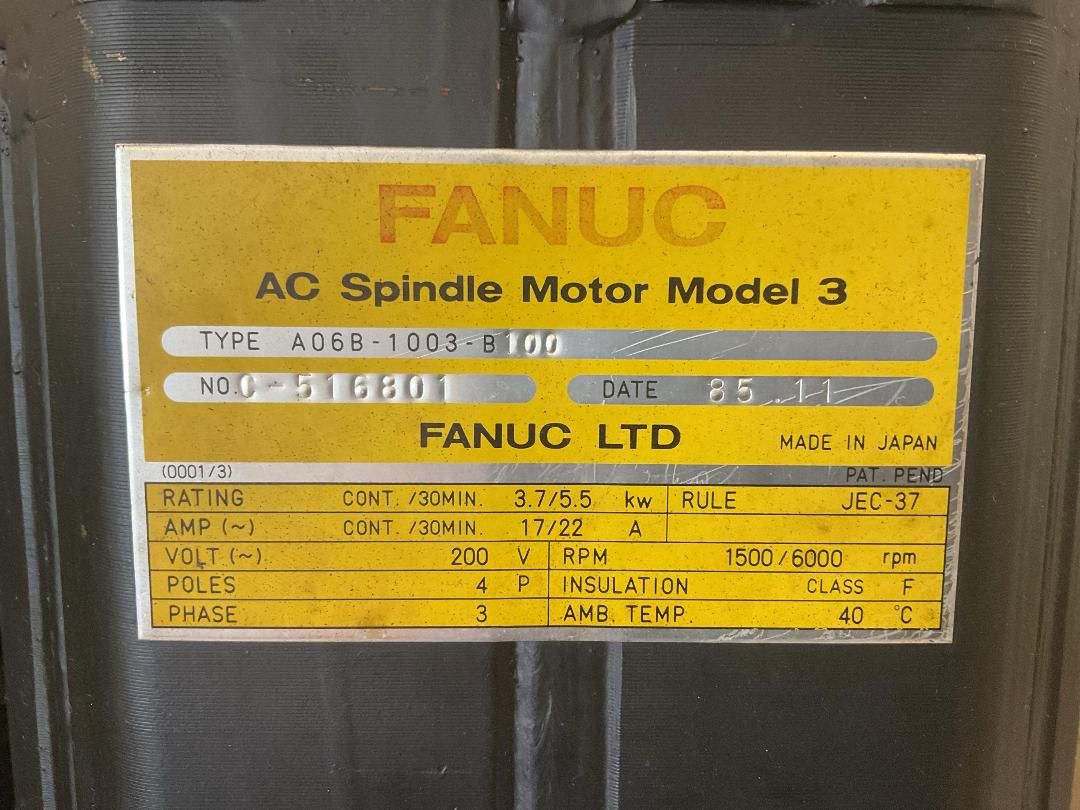 FANUC
AC Spindle Motor Model 3
TYPE A06B-1003-B100
NO.C-516801 DATE 85.11
FANUC LTD MADE IN JAPAN
(0001/3) PAT. PEND
RATING CONT. /30MIN. 3.7/5.5 kw RULE JEC-37
AMP (~) CONT. /30MIN. 17/22 A
VOLT (~) 200 V RPM 1500/6000 rpm
POLES 4 P INSULATION CLASS F
PHASE 3 AMB. TEMP. 40 °C